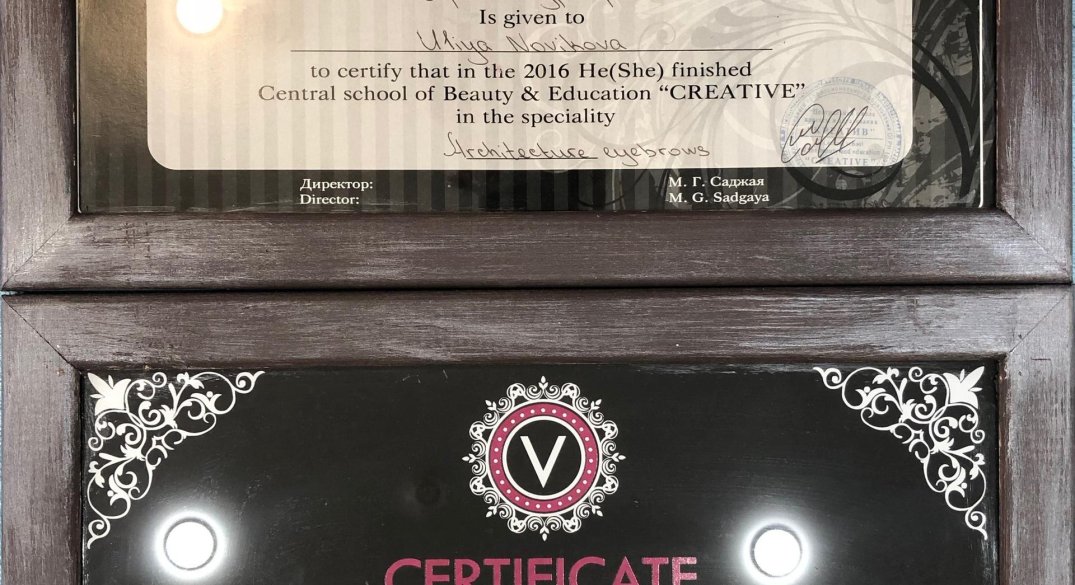 Is given to
Uliya Novikova
to certify that in the 2016 He(She) finished
Central school of Beauty & Education “CREATIVE”
in the speciality
Architecture eyebrows
"CREATIVE"
Директор:
М. Г. Саджая
Director:
M. G. Sadgaya
V
CERTIFICATE